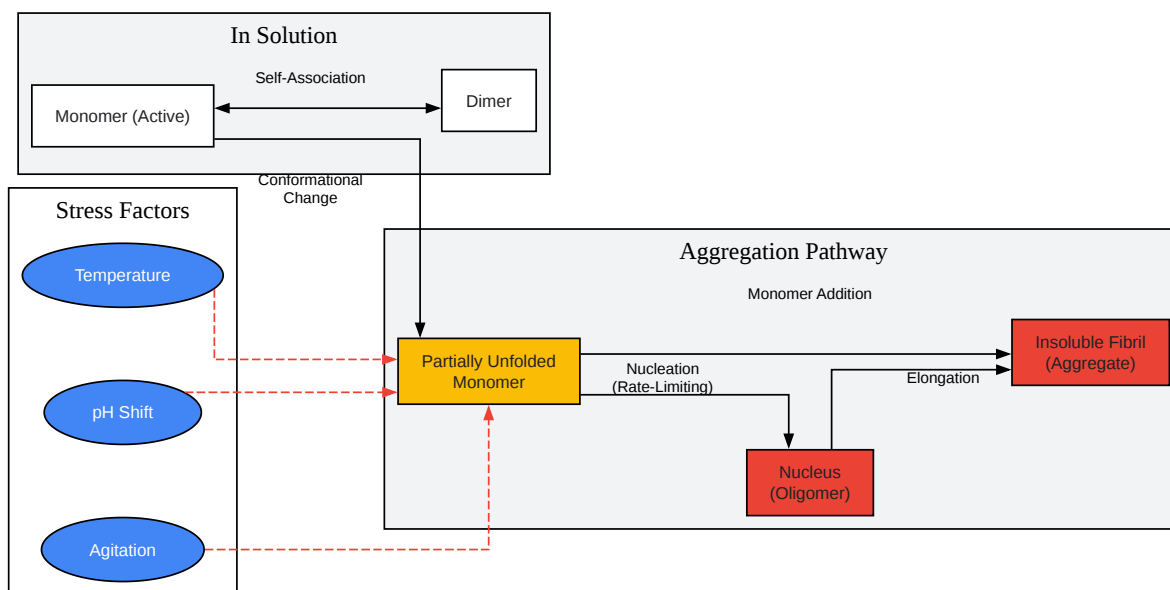 In Solution
Self-Association
Monomer (Active)
Dimer
Conformational
Change
Stress Factors
Temperature
pH Shift
Agitation
Aggregation Pathway
Monomer Addition
Partially Unfolded
Monomer
Nucleation
(Rate-Limiting)
Elongation
Insoluble Fibril
(Aggregate)
Nucleus
(Oligomer)